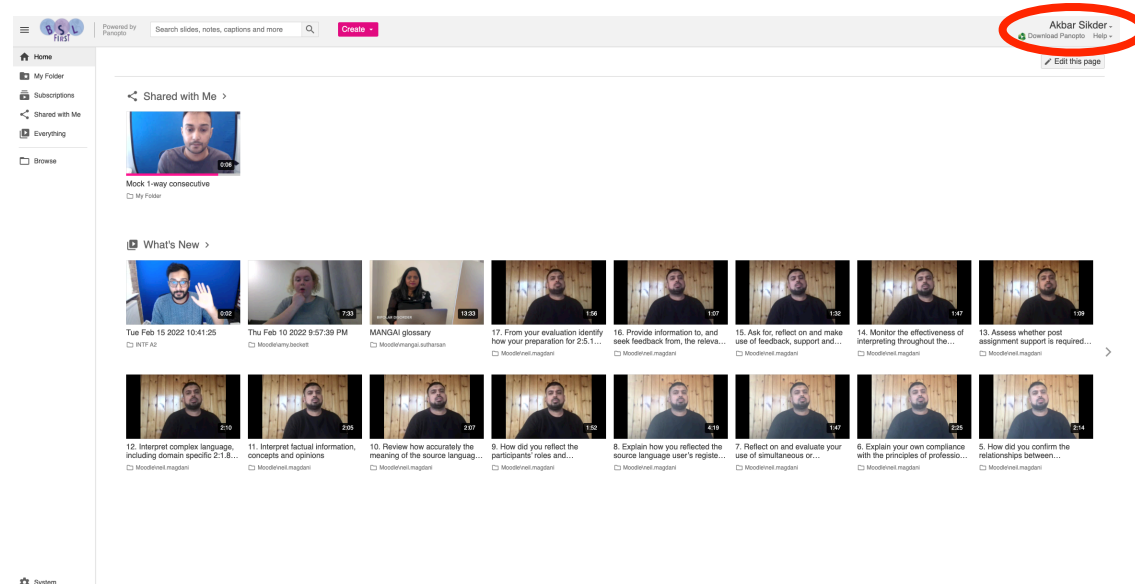 B.S.L
FIRST
Powered by
Panopto
Search slides, notes, captions and more
Create
Akbar Sikder
Download Panopto Help
Edit this page
Home
My Folder
Subscriptions
Shared with Me
Everything
Browse
System
Shared with Me >
0:06
Mock 1-way consecutive
My Folder
What's New >
0:02
7:33
13:33
1:56
1:07
1:32
1:47
1:09
Tue Feb 15 2022 10:41:25
INTF A2
Thu Feb 10 2022 9:57:39 PM
Moodle\amy.beckett
MANGAI glossary
Moodle\mangai.sutharsan
17. From your evaluation identify
how your preparation for 2:5.1...
Moodle\neil.magdani
16. Provide information to, and
seek feedback from, the releva...
Moodle\neil.magdani
15. Ask for, reflect on and make
use of feedback, support and...
Moodle\neil.magdani
14. Monitor the effectiveness of
interpreting throughout the...
Moodle\neil.magdani
13. Assess whether post
assignment support is required...
Moodle\neil.magdani
2:10
2:05
2:07
1:52
4:19
1:47
2:25
2:14
12. Interpret complex language,
including domain specific 2:1.8...
Moodle\neil.magdani
11. Interpret factual information,
concepts and opinions
Moodle\neil.magdani
10. Review how accurately the
meaning of the source languag...
Moodle\neil.magdani
9. How did you reflect the
participants' roles and...
Moodle\neil.magdani
8. Explain how you reflected the
source language user's registe...
Moodle\neil.magdani
7. Reflect on and evaluate your
use of simultaneous or...
Moodle\neil.magdani
6. Explain your own compliance
with the principles of professio...
Moodle\neil.magdani
5. How did you confirm the
relationships between...
Moodle\neil.magdani